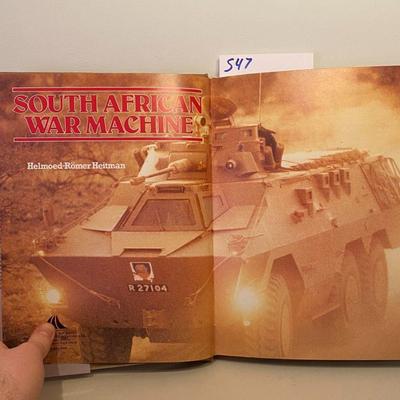 S47
SOUTH AFRICAN
WAR MACHINE
Helmoed-Römer Heitman
R 27104